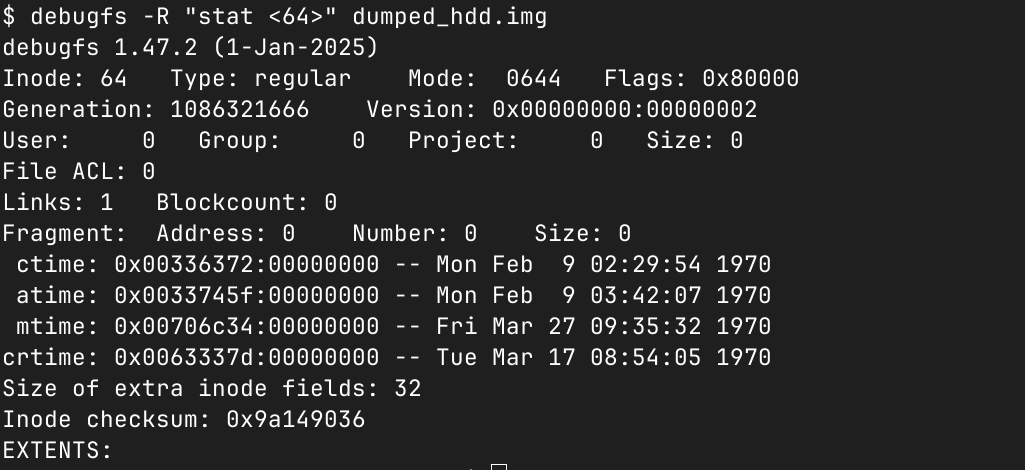 $ debugfs -R "stat <64>" dumped_hdd.img
debugfs 1.47.2 (1-Jan-2025)
Inode: 64   Type: regular    Mode:  0644   Flags: 0x80000
Generation: 1086321666    Version: 0x00000000:00000002
User:     0   Group:     0   Project:     0   Size: 0
File ACL: 0
Links: 1   Blockcount: 0
Fragment:  Address: 0    Number: 0    Size: 0
 ctime: 0x00336372:00000000 -- Mon Feb  9 02:29:54 1970
 atime: 0x0033745f:00000000 -- Mon Feb  9 03:42:07 1970
 mtime: 0x00706c34:00000000 -- Fri Mar 27 09:35:32 1970
crtime: 0x0063337d:00000000 -- Tue Mar 17 08:54:05 1970
Size of extra inode fields: 32
Inode checksum: 0x9a149036
EXTENTS: